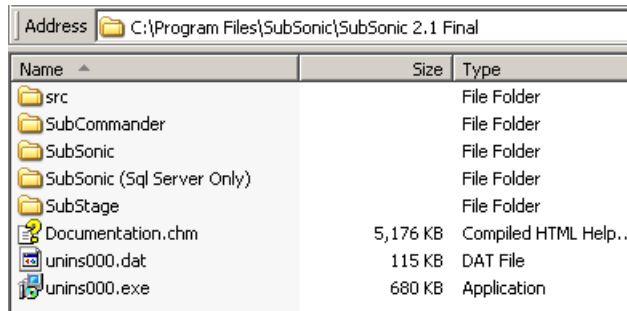 Address C:\Program Files\SubSonic\SubSonic 2.1 Final
Name Size Type
src File Folder
SubCommander File Folder
SubSonic File Folder
SubSonic (Sql Server Only) File Folder
SubStage File Folder
Documentation.chm 5,176 KB Compiled HTML Help...
unins000.dat 115 KB DAT File
unins000.exe 680 KB Application